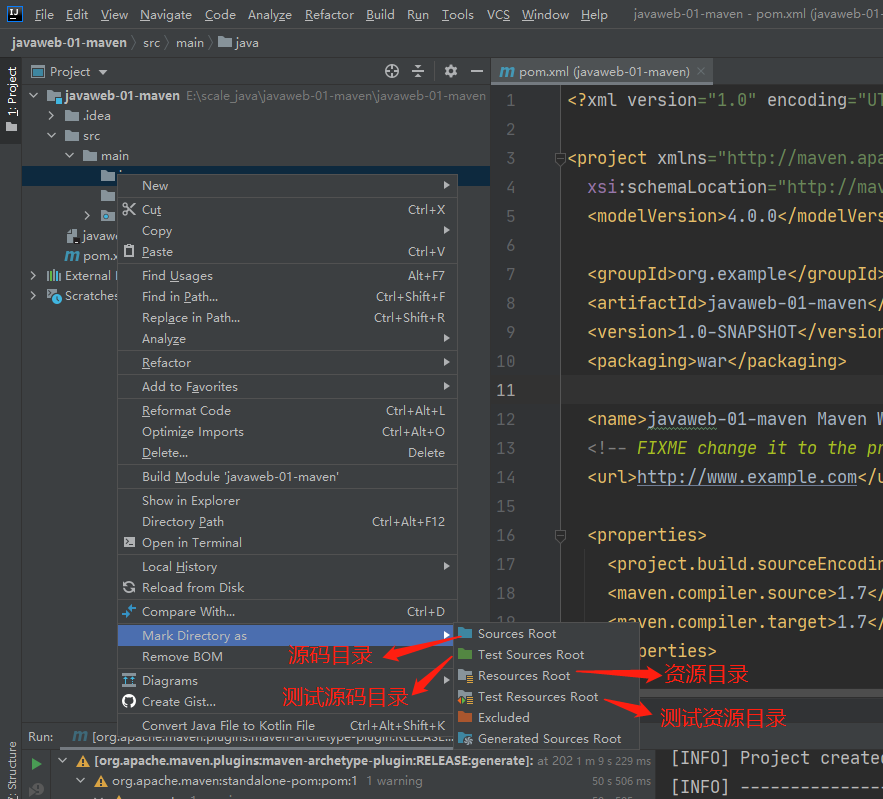 File Edit View Navigate Code Analyze Refactor Build Run Tools VCS Window Help javaweb-01-maven - pom.xml (javaweb-01-maven)
javaweb-01-maven src main java
1: Project
Project
pom.xml (javaweb-01-maven)
javaweb-01-maven E:\scale_java\javaweb-01-maven\javaweb-01-maven
.idea
src
main
javawe
pom.x
External
Scratches
New
Cut Ctrl+X
Copy
Paste Ctrl+V
Find Usages Alt+F7
Find in Path... Ctrl+Shift+F
Replace in Path... Ctrl+Shift+R
Analyze
Refactor
Add to Favorites
Reformat Code Ctrl+Alt+L
Optimize Imports Ctrl+Alt+O
Delete... Delete
Build Module 'javaweb-01-maven'
Show in Explorer
Directory Path Ctrl+Alt+F12
Open in Terminal
Local History
Reload from Disk
Compare With... Ctrl+D
Mark Directory as
Remove BOM
Diagrams
Create Gist...
Convert Java File to Kotlin File Ctrl+Alt+Shift+K
Sources Root
Test Sources Root
Resources Root
Test Resources Root
Excluded
Generated Sources Root
源码目录
测试源码目录
资源目录
测试资源目录
1 <?xml version="1.0" encoding="UT
2
3 <project xmlns="http://maven.apa
4 xsi:schemaLocation="http://mav
5 <modelVersion>4.0.0</modelVers
6
7 <groupId>org.example</groupId>
8 <artifactId>javaweb-01-maven</
9 <version>1.0-SNAPSHOT</version
10 <packaging>war</packaging>
11
12 <name>javaweb-01-maven Maven W
13 <!-- FIXME change it to the pr
14 <url>http://www.example.com</u
15
16 <properties>
17 <project.build.sourceEncodin
18 <maven.compiler.source>1.7</
<maven.compiler.target>1.7</
perties>
Run: [org.apache.maven.plugins:maven-archetype-plugin:RELEASE...
[org.apache.maven.plugins:maven-archetype-plugin:RELEASE:generate]: at 202 1 m 9 s 229 ms
org.apache.maven:standalone-pom:pom:1 1 warning 50 s 506 ms
[INFO] Project created
[INFO] ----------------
Structure